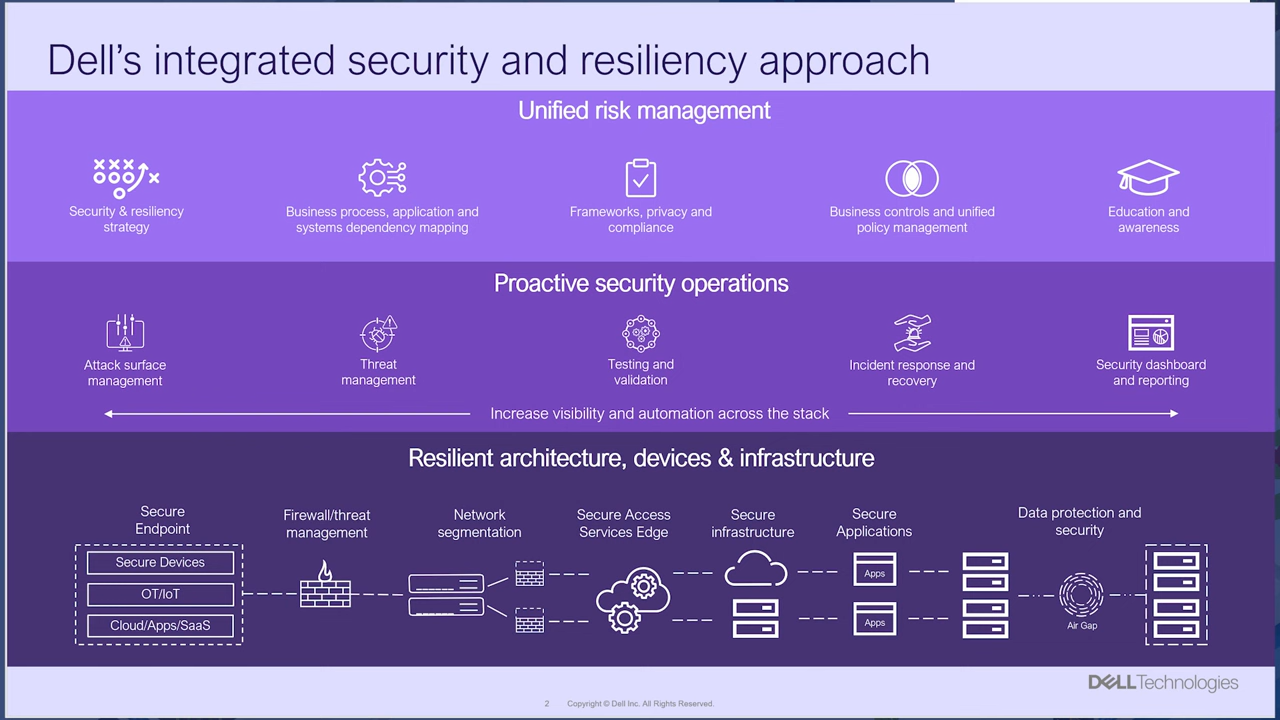 Dell’s integrated security and resiliency approach
Unified risk management
Security & resiliency
strategy
Business process, application and
systems dependency mapping
Frameworks, privacy and
compliance
Business controls and unified
policy management
Education and
awareness
Proactive security operations
Attack surface
management
Threat
management
Testing and
validation
Incident response and
recovery
Security dashboard
and reporting
Increase visibility and automation across the stack
Resilient architecture, devices & infrastructure
Secure
Endpoint
Secure Devices
OT/IoT
Cloud/Apps/SaaS
Firewall/threat
management
Network
segmentation
Secure Access
Services Edge
Secure
infrastructure
Secure
Applications
Apps
Apps
Data protection and
security
Air Gap
DELLTechnologies
2 Copyright © Dell Inc. All Rights Reserved.